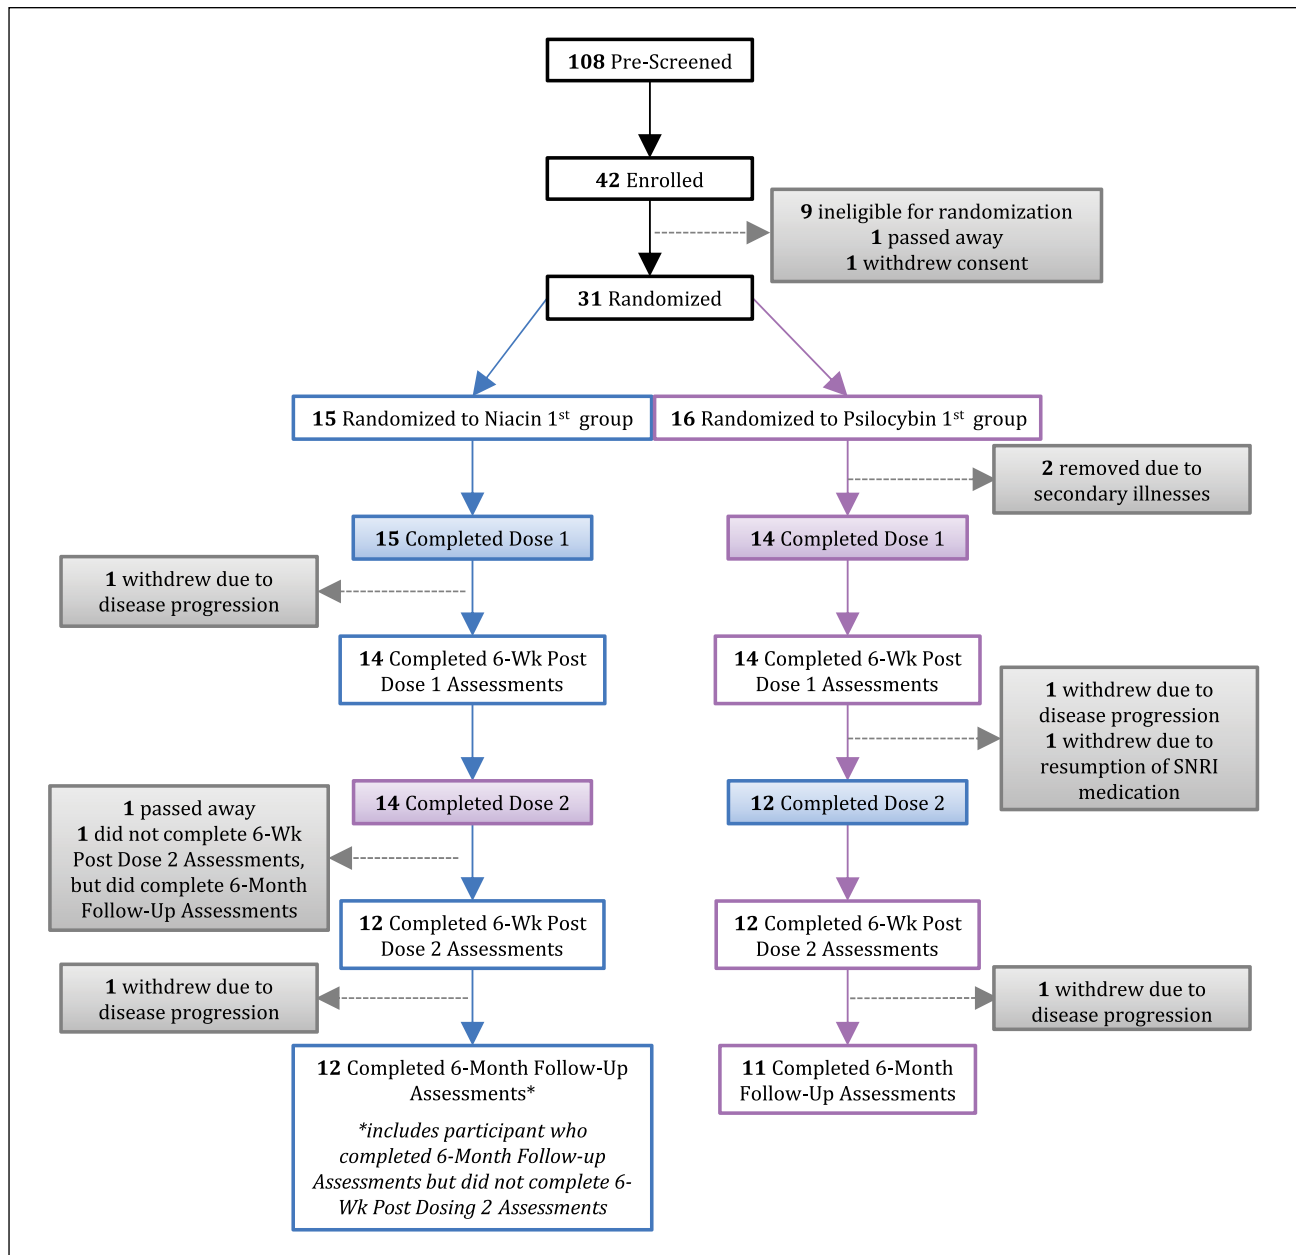 108 Pre-Screened
42 Enrolled
9 ineligible for randomization
1 passed away
1 withdrew consent
31 Randomized
15 Randomized to Niacin 1st group
16 Randomized to Psilocybin 1st group
2 removed due to
secondary illnesses
15 Completed Dose 1
14 Completed Dose 1
1 withdrew due to
disease progression
14 Completed 6-Wk Post
Dose 1 Assessments
14 Completed 6-Wk Post
Dose 1 Assessments
1 withdrew due to
disease progression
1 withdrew due to
resumption of SNRI
medication
14 Completed Dose 2
12 Completed Dose 2
1 passed away
1 did not complete 6-Wk
Post Dose 2 Assessments,
but did complete 6-Month
Follow-Up Assessments
12 Completed 6-Wk Post
Dose 2 Assessments
12 Completed 6-Wk Post
Dose 2 Assessments
1 withdrew due to
disease progression
1 withdrew due to
disease progression
12 Completed 6-Month Follow-Up
Assessments*
*includes participant who
completed 6-Month Follow-up
Assessments but did not complete 6-
Wk Post Dosing 2 Assessments
11 Completed 6-Month
Follow-Up Assessments